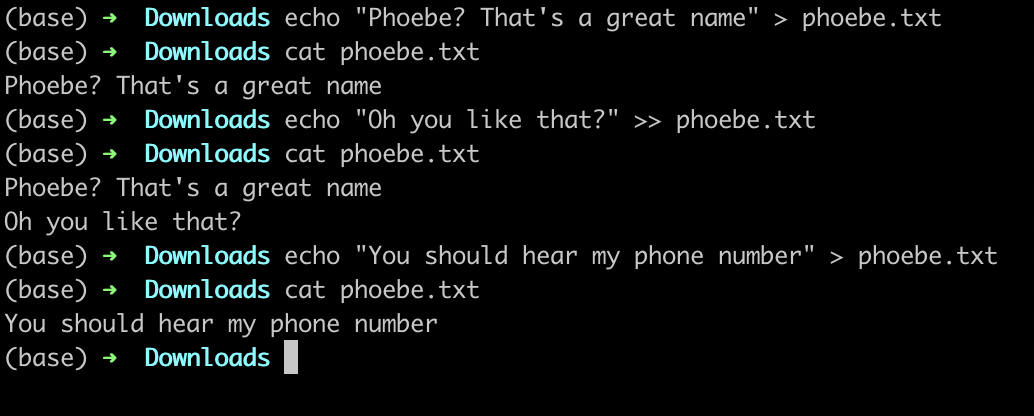 (base) ➜  Downloads echo "Phoebe? That's a great name" > phoebe.txt
(base) ➜  Downloads cat phoebe.txt
Phoebe? That's a great name
(base) ➜  Downloads echo "Oh you like that?" >> phoebe.txt
(base) ➜  Downloads cat phoebe.txt
Phoebe? That's a great name
Oh you like that?
(base) ➜  Downloads echo "You should hear my phone number" > phoebe.txt
(base) ➜  Downloads cat phoebe.txt
You should hear my phone number
(base) ➜  Downloads